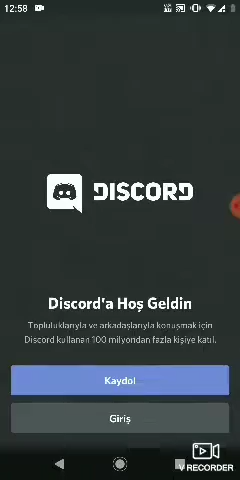 12:58
DISCORD
Discord'a Hoş Geldin
Topluluklarıyla ve arkadaşlarıyla konuşmak için
Discord kullanan 100 milyondan fazla kişiye katıl.
Kaydol
Giriş
V RECORDER